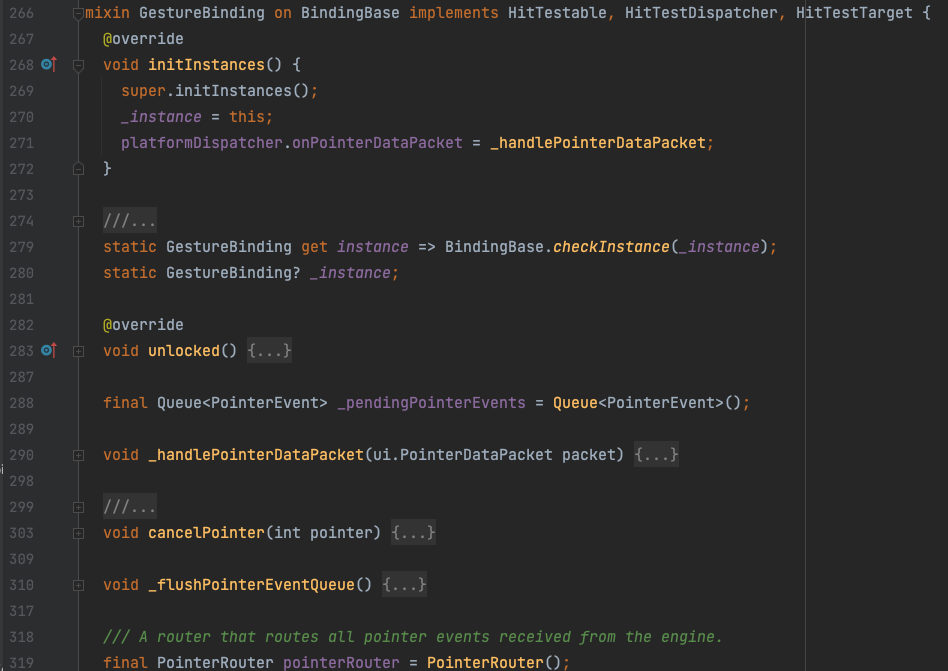 266 mixin GestureBinding on BindingBase implements HitTestable, HitTestDispatcher, HitTestTarget {
267 @override
268 void initInstances() {
269 super.initInstances();
270 _instance = this;
271 platformDispatcher.onPointerDataPacket = _handlePointerDataPacket;
272 }
273
274 ///...
279 static GestureBinding get instance => BindingBase.checkInstance(_instance);
280 static GestureBinding? _instance;
281
282 @override
283 void unlocked() {...}
287
288 final Queue<PointerEvent> _pendingPointerEvents = Queue<PointerEvent>();
289
290 void _handlePointerDataPacket(ui.PointerDataPacket packet) {...}
298
299 ///...
303 void cancelPointer(int pointer) {...}
309
310 void _flushPointerEventQueue() {...}
317
318 /// A router that routes all pointer events received from the engine.
319 final PointerRouter pointerRouter = PointerRouter();